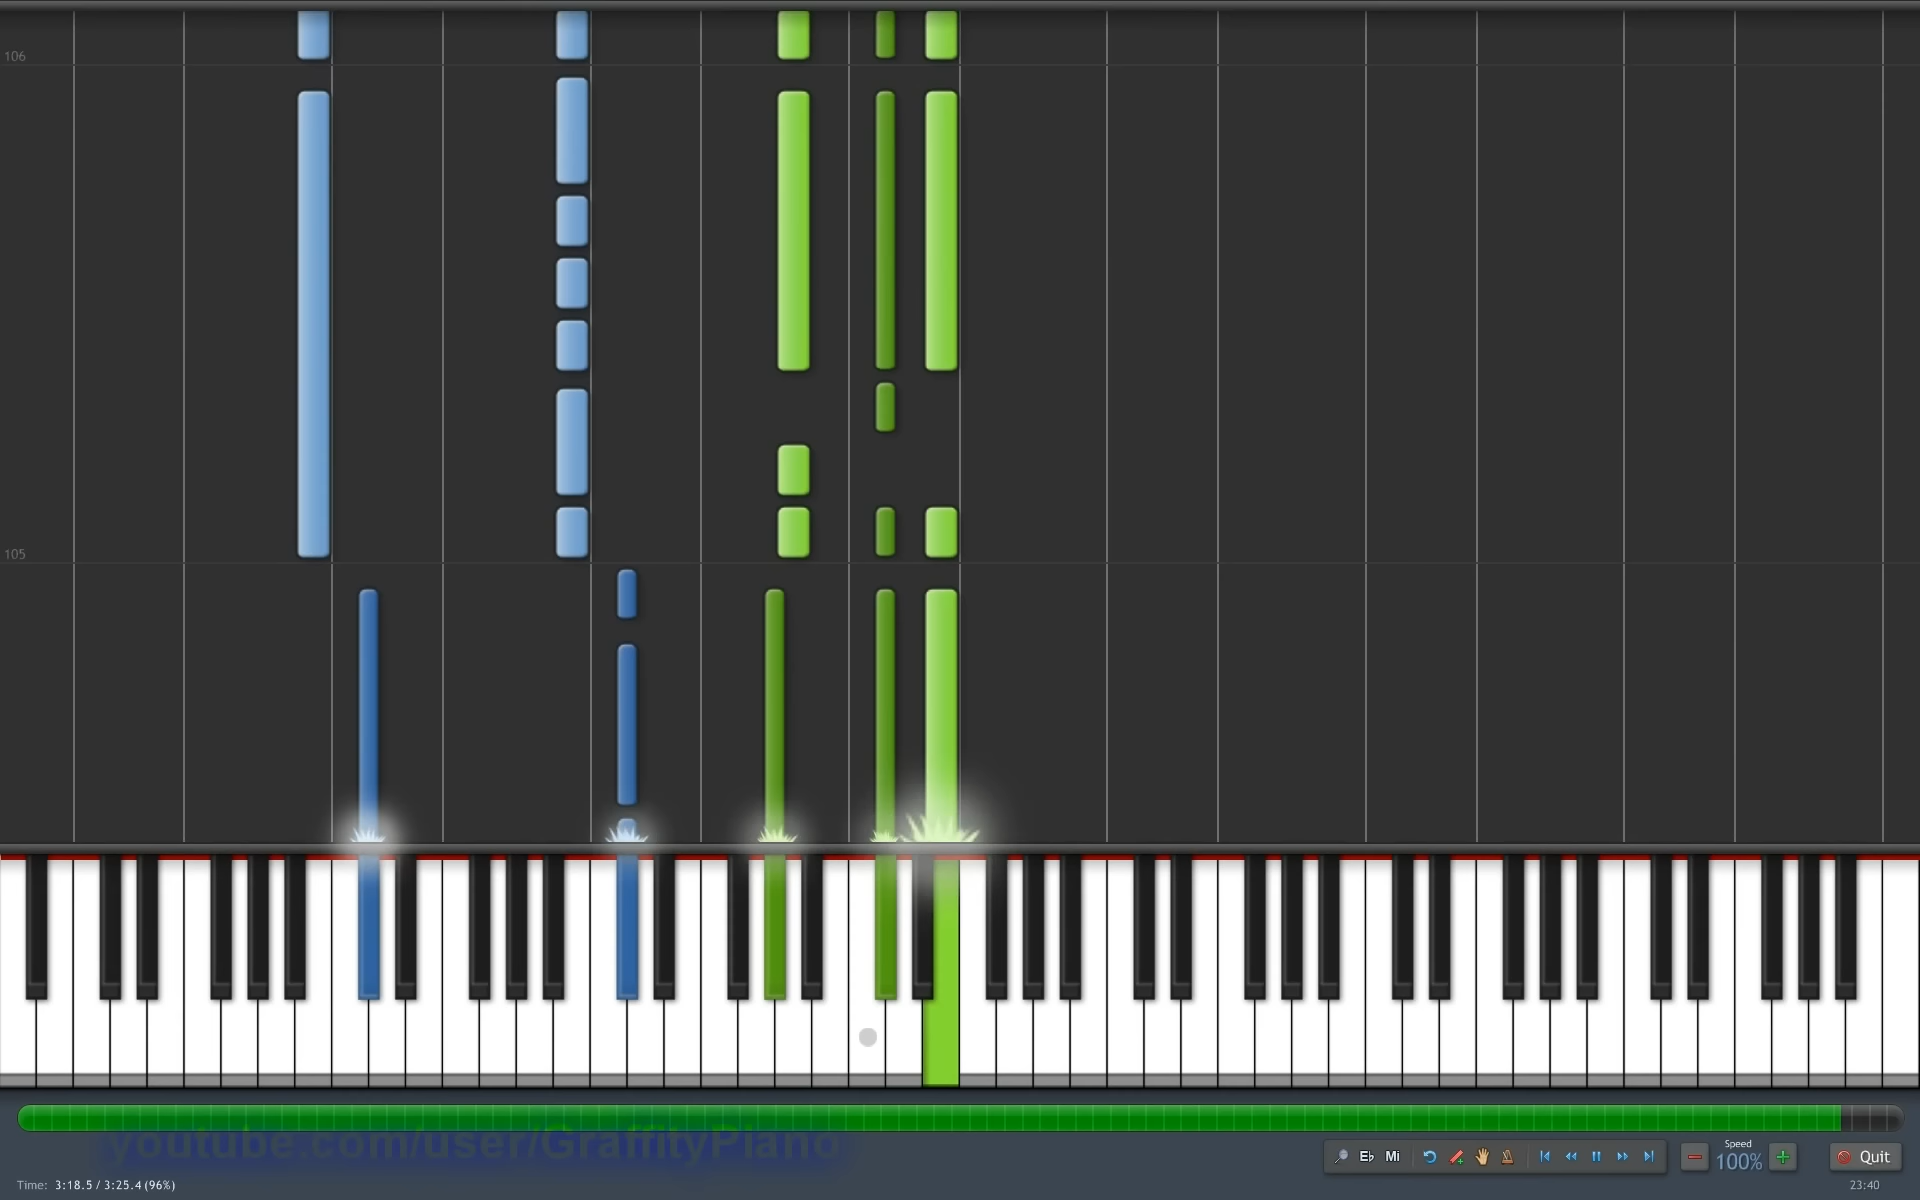 106
105
youtube.com/user/GraffityPiano
Eb Mi
Speed
100%
Quit
Time: 3:18.5 / 3:25.4 (96%)
23:40